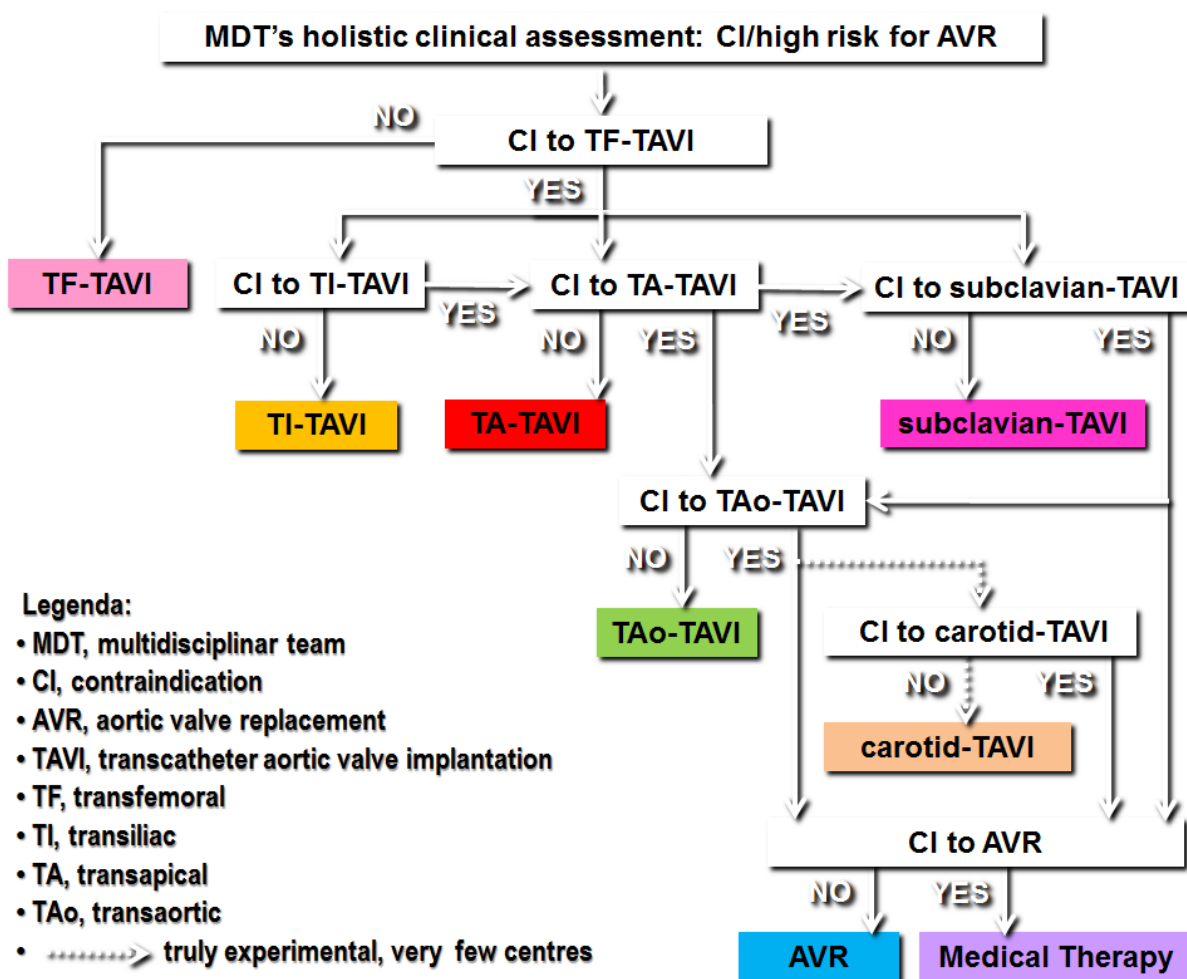 MDT's holistic clinical assessment: CI/high risk for AVR
NO
CI to TF-TAVI
YES
TF-TAVI
CI to TI-TAVI
YES
CI to TA-TAVI
YES
CI to subclavian-TAVI
NO
NO
YES
NO
YES
TI-TAVI
TA-TAVI
subclavian-TAVI
CI to TAo-TAVI
NO
YES
TAo-TAVI
CI to carotid-TAVI
NO
YES
carotid-TAVI
CI to AVR
NO
YES
AVR
Medical Therapy
Legenda:
• MDT, multidisciplinar team
• CI, contraindication
• AVR, aortic valve replacement
• TAVI, transcatheter aortic valve implantation
• TF, transfemoral
• TI, transiliac
• TA, transapical
• TAo, transaortic
• truly experimental, very few centres